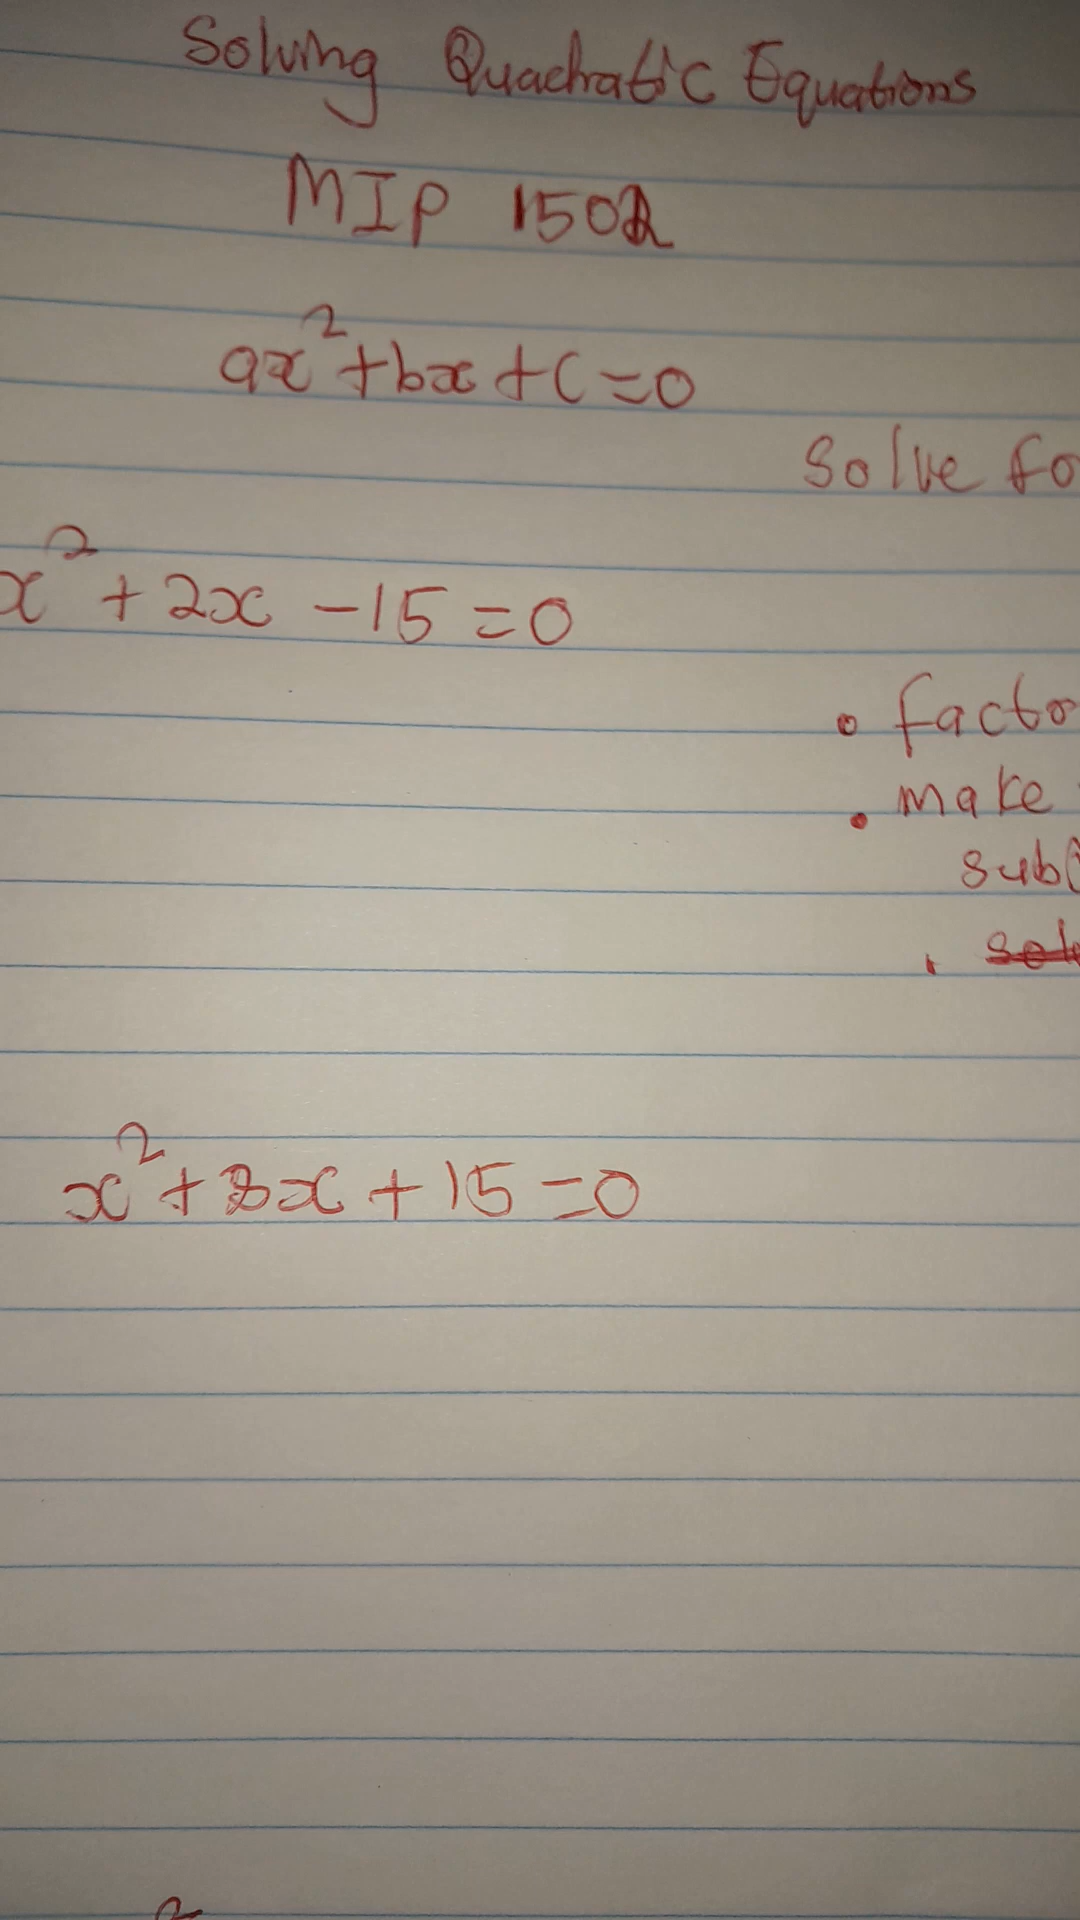 Solving Quadratic Equations
MIP 1502
ax²+bx+c=0
Solve fo
x²+2x-15=0
• facto
• make
sub
x²+8x+15=0